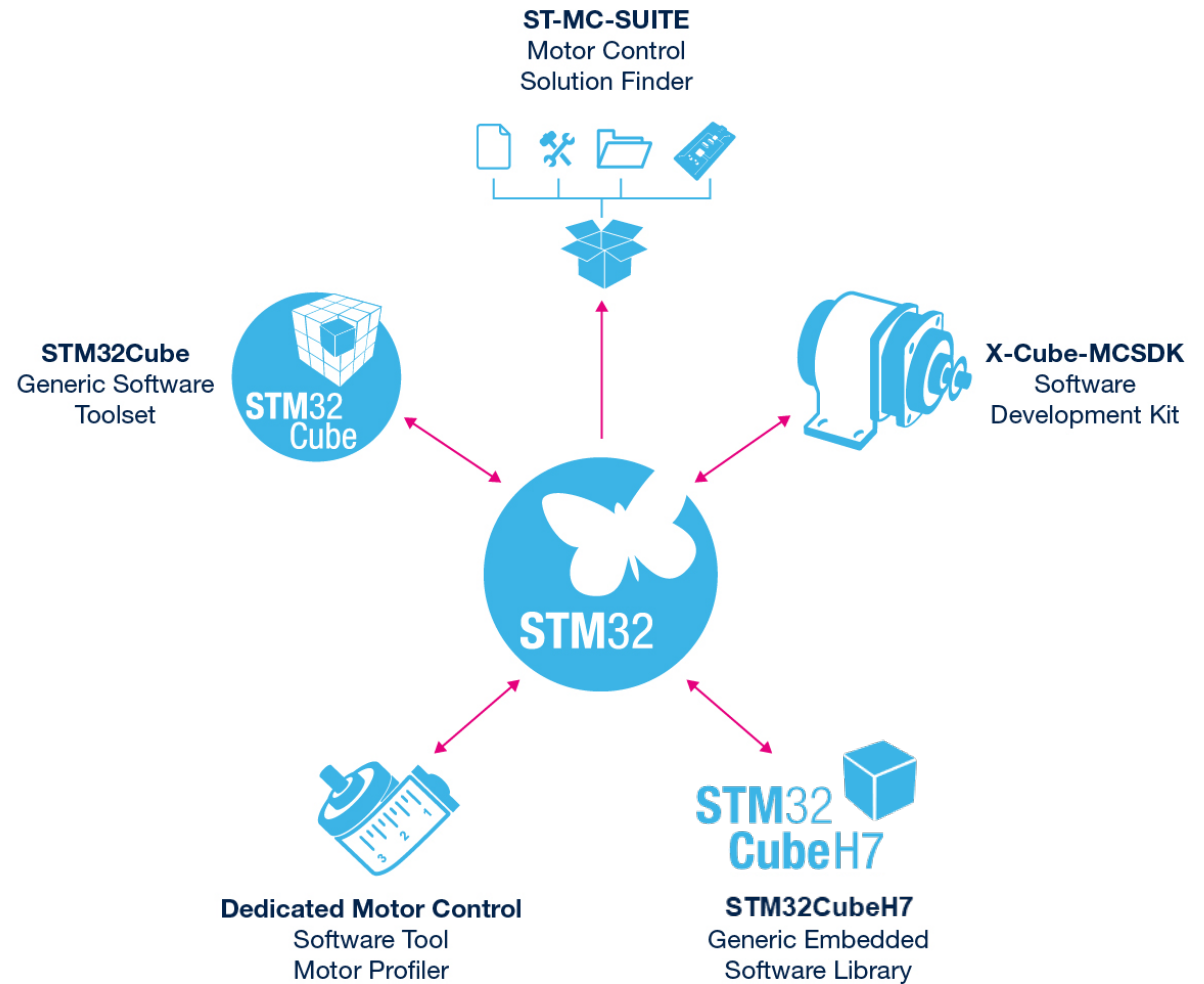 ST-MC-SUITE
Motor Control
Solution Finder
STM32Cube
Generic Software
Toolset
STM32
Cube
X-Cube-MCSDK
Software
Development Kit
STM32
1
2
3
Dedicated Motor Control
Software Tool
Motor Profiler
STM32
CubeH7
STM32CubeH7
Generic Embedded
Software Library